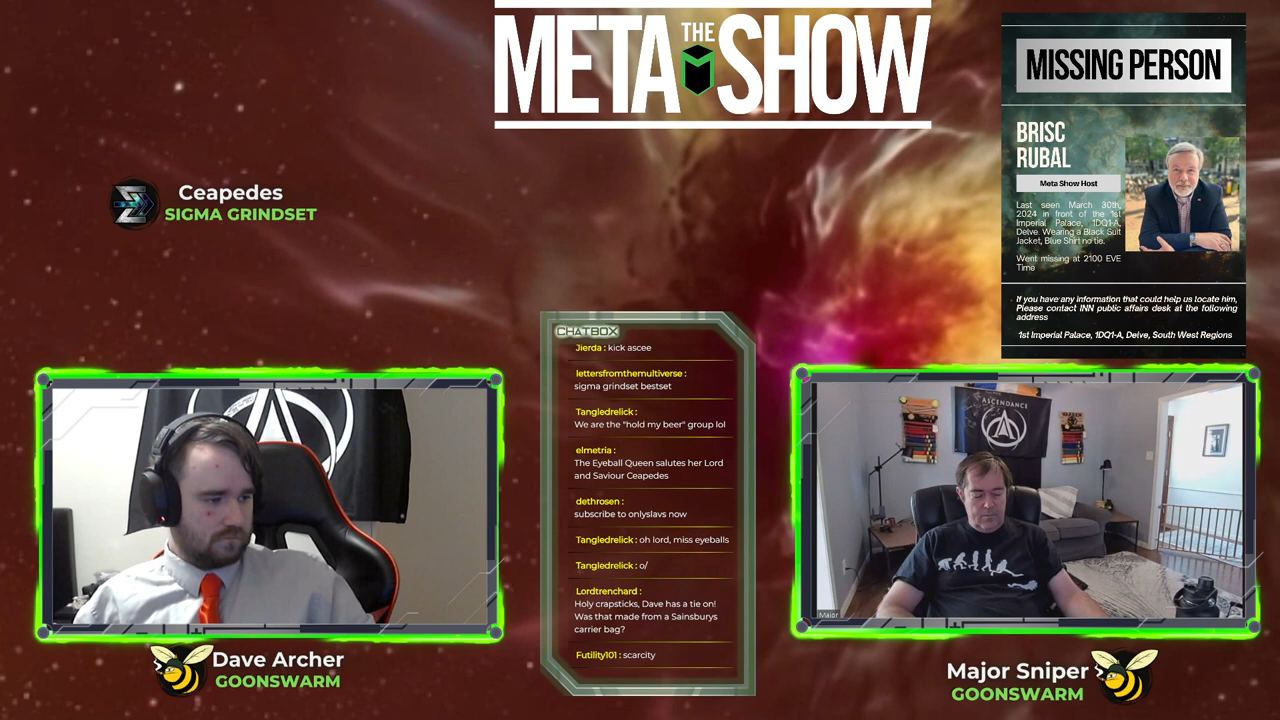 META THE SHOW
MISSING PERSON
BRISC
RUBAL
Meta Show Host
Last seen March 30th,
2024 in front of the 1st
Imperial Palace, 1DQ1-A,
Delve. Wearing a Black Suit
Jacket, Blue Shirt no tie.
Went missing at 2100 EVE
Time
If you have any information that could help us locate him,
Please contact INN public affairs desk at the following
address
1st Imperial Palace, 1DQ1-A, Delve, South West Regions
Ceapedes
SIGMA GRINDSET
CHATBOX
Jierda : kick ascee
lettersfromthemultiverse :
sigma grindset bestset
Tangledrelick :
We are the "hold my beer" group lol
elmetria :
The Eyeball Queen salutes her Lord
and Saviour Ceapedes
dethrosen :
subscribe to onlyslavs now
Tangledrelick : oh lord, miss eyeballs
Tangledrelick : o/
Lordtrenchard :
Holy crapsticks, Dave has a tie on!
Was that made from a Sainsburys
carrier bag?
Futility101 : scarcity
ASCENDANCE
Major
Dave Archer
GOONSWARM
Major Sniper
GOONSWARM